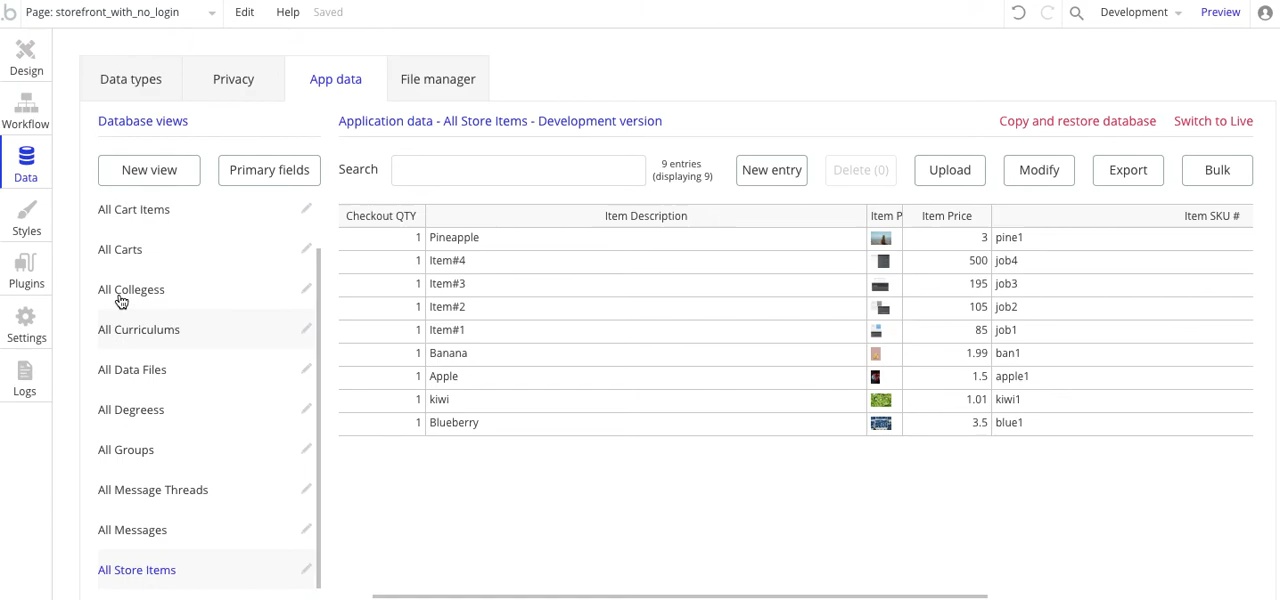 .b Page: storefront_with_no_login Edit Help Saved Development Preview
Design
Workflow
Data
Styles
Plugins
Settings
Logs
Data types Privacy App data File manager
Database views
New view Primary fields
All Cart Items
All Carts
All Collegess
All Curriculums
All Data Files
All Degreess
All Groups
All Message Threads
All Messages
All Store Items
Application data - All Store Items - Development version Copy and restore database Switch to Live
Search 9 entries
(displaying 9)
New entry Delete (0) Upload Modify Export Bulk
Checkout QTY Item Description Item P Item Price Item SKU #
1 Pineapple 3 pine1
1 Item#4 500 job4
1 Item#3 195 job3
1 Item#2 105 job2
1 Item#1 85 job1
1 Banana 1.99 ban1
1 Apple 1.5 apple1
1 kiwi 1.01 kiwi1
1 Blueberry 3.5 blue1